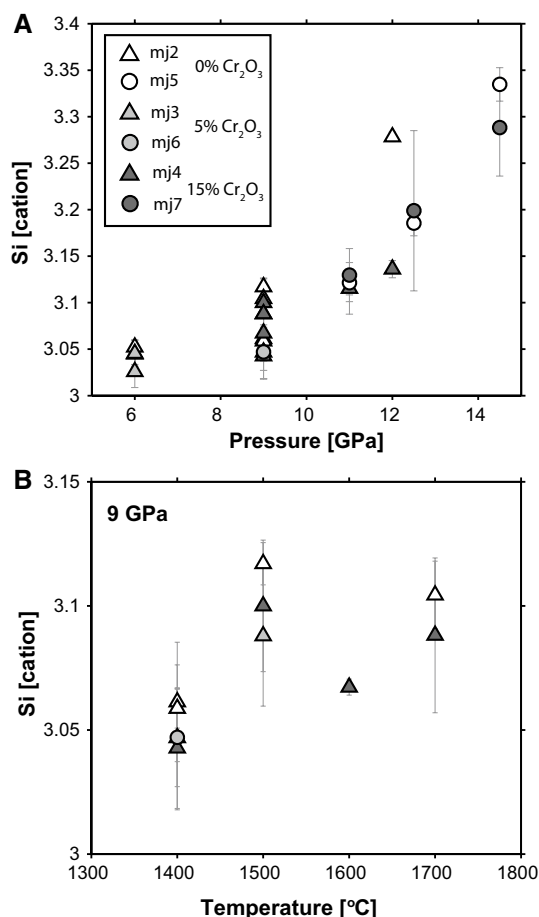 A
3.4
3.35
3.3
3.25
3.2
3.15
3.1
3.05
3
Si [cation]
mj2
0% Cr₂O₃
mj5
mj3
5% Cr₂O₃
mj6
mj4
15% Cr₂O₃
mj7
6 8 10 12 14
Pressure [GPa]
B
9 GPa
3.15
3.1
3.05
3
Si [cation]
1300 1400 1500 1600 1700 1800
Temperature [°C]